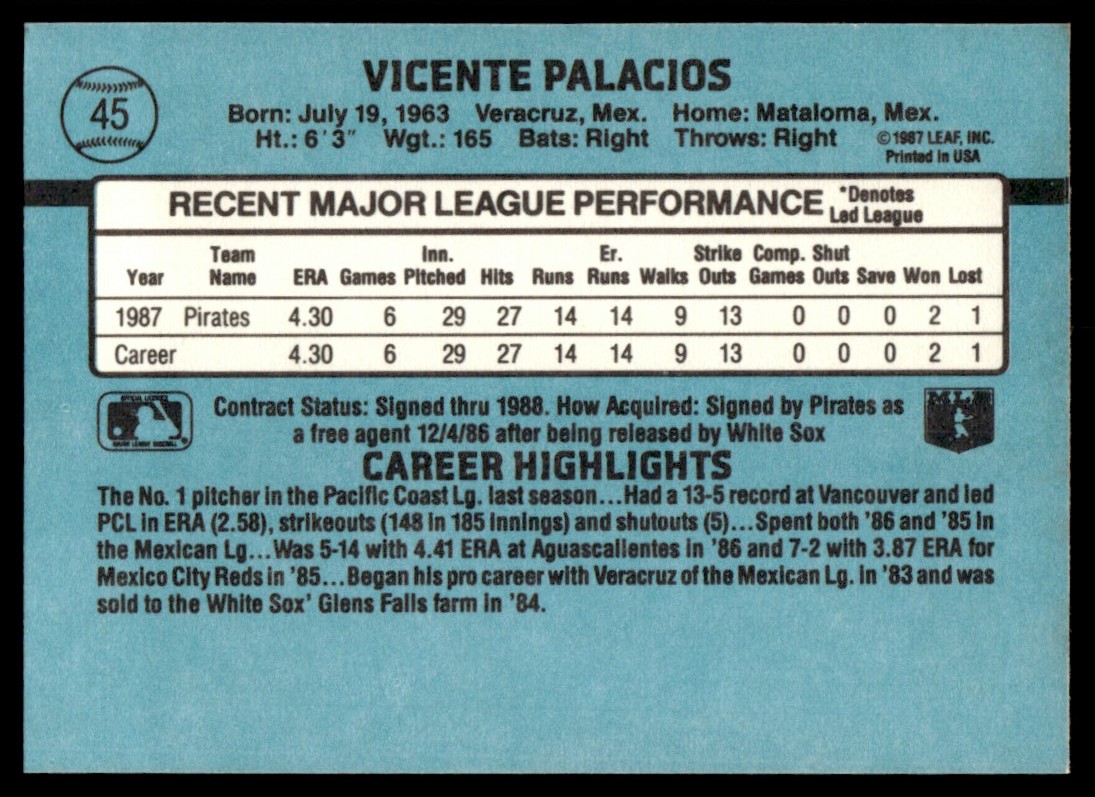 45
VICENTE PALACIOS
Born: July 19, 1963 Veracruz, Mex. Home: Mataloma, Mex.
Ht.: 6'3" Wgt.: 165 Bats: Right Throws: Right
©1987 LEAF, INC.
Printed in USA
RECENT MAJOR LEAGUE PERFORMANCE *Denotes Led League
Year Team Name ERA Games Inn. Pitched Hits Runs Er. Runs Walks Strike Outs Comp. Games Shut Outs Save Won Lost
1987 Pirates 4.30 6 29 27 14 14 9 13 0 0 0 2 1
Career 4.30 6 29 27 14 14 9 13 0 0 0 2 1
Contract Status: Signed thru 1988. How Acquired: Signed by Pirates as
a free agent 12/4/86 after being released by White Sox
CAREER HIGHLIGHTS
The No. 1 pitcher in the Pacific Coast Lg. last season...Had a 13-5 record at Vancouver and led
PCL in ERA (2.58), strikeouts (148 in 185 innings) and shutouts (5)...Spent both '86 and '85 in
the Mexican Lg...Was 5-14 with 4.41 ERA at Aguascalientes in '86 and 7-2 with 3.87 ERA for
Mexico City Reds in '85...Began his pro career with Veracruz of the Mexican Lg. in '83 and was
sold to the White Sox' Glens Falls farm in '84.